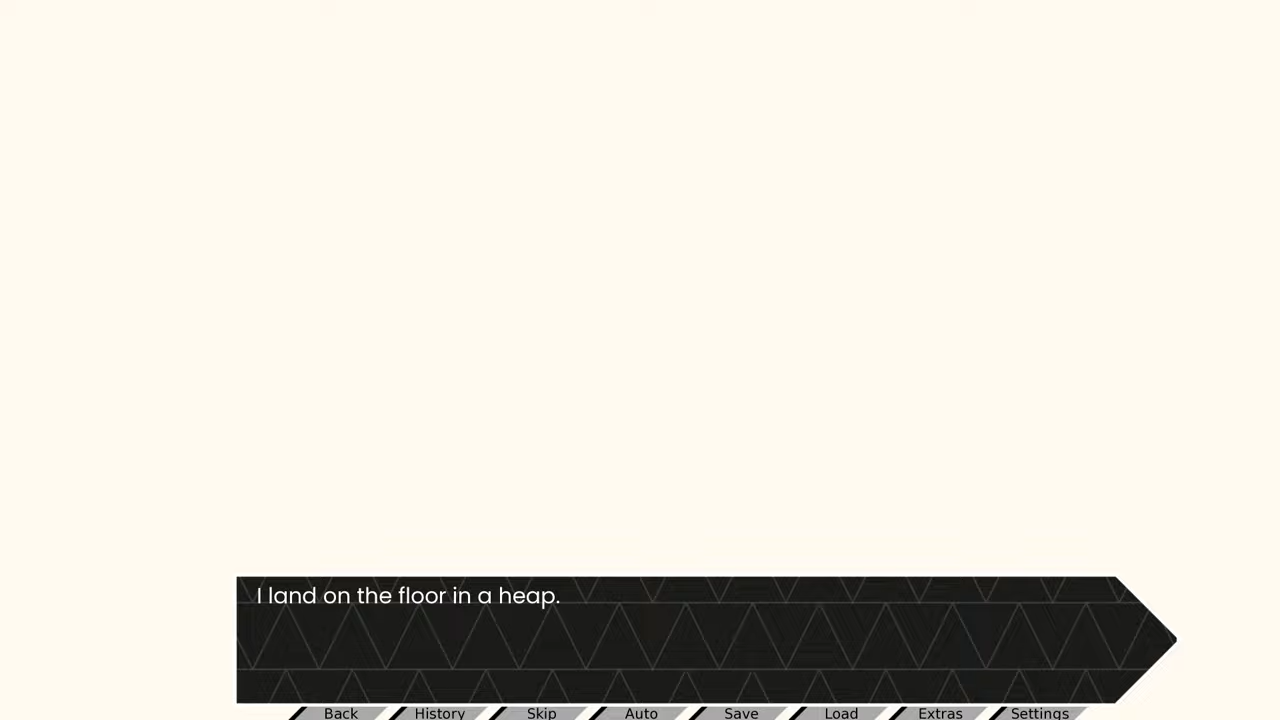 I land on the floor in a heap.
Back History Skip Auto Save Load Extras Settings